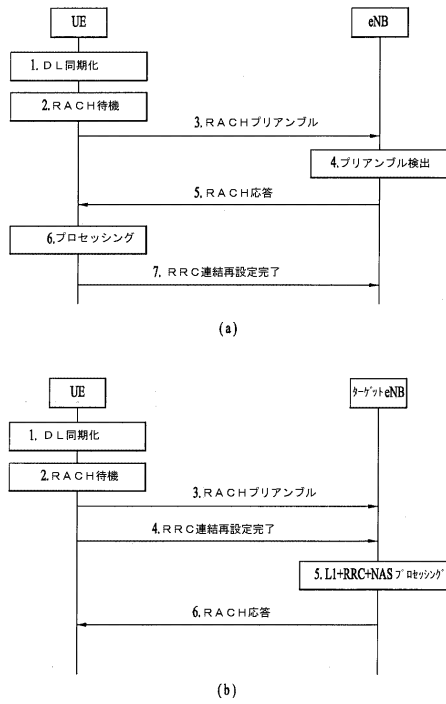 UE
eNB
1. DL同期化
2. RACH待機
3. RACHプリアンブル
4. プリアンブル検出
5. RACH応答
6. プロセッシング
7. RRC連結再設定完了
(a)
UE
ターゲットeNB
1. DL同期化
2. RACH待機
3. RACHプリアンブル
4. RRC連結再設定完了
5. L1+RRC+NAS プロセッシング
6. RACH応答
(b)